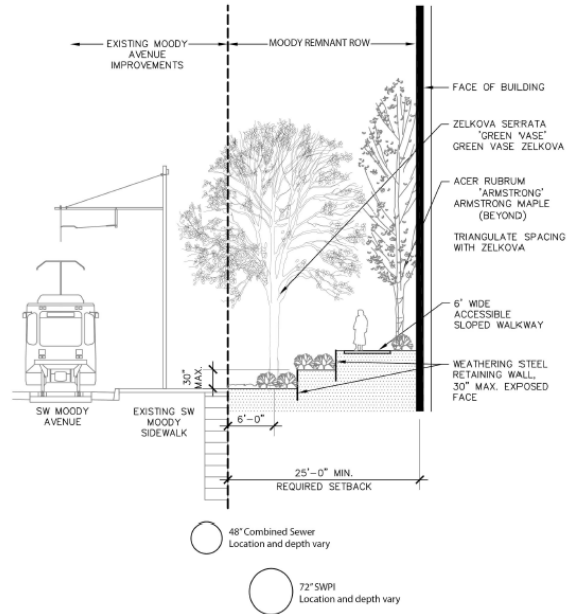 EXISTING MOODY
AVENUE
IMPROVEMENTS
MOODY REMNANT ROW
FACE OF BUILDING
ZELKOVA SERRATA
"GREEN VASE"
GREEN VASE ZELKOVA
ACER RUBRUM
'ARMSTRONG'
ARMSTRONG MAPLE
(BEYOND)
TRIANGULATE SPACING
WITH ZELKOVA
6' WIDE
ACCESSIBLE
SLOPED WALKWAY
WEATHERING STEEL
RETAINING WALL,
30" MAX. EXPOSED
FACE
30"
MAX.
SW MOODY
AVENUE
EXISTING SW
MOODY
SIDEWALK
6'-0"
25'-0" MIN.
REQUIRED SETBACK
48" Combined Sewer
Location and depth vary
72" SWPI
Location and depth vary